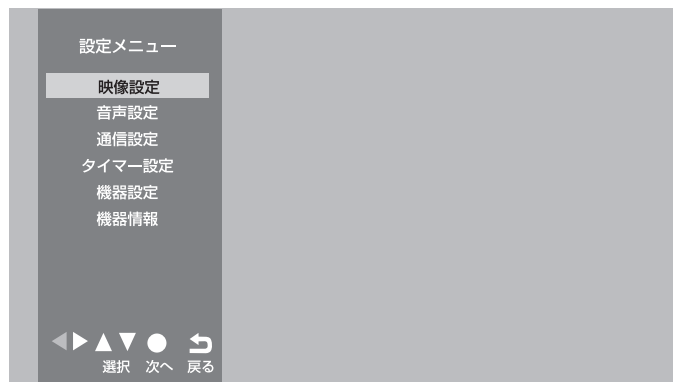 設定メニュー
映像設定
音声設定
通信設定
タイマー設定
機器設定
機器情報
選択 次へ 戻る